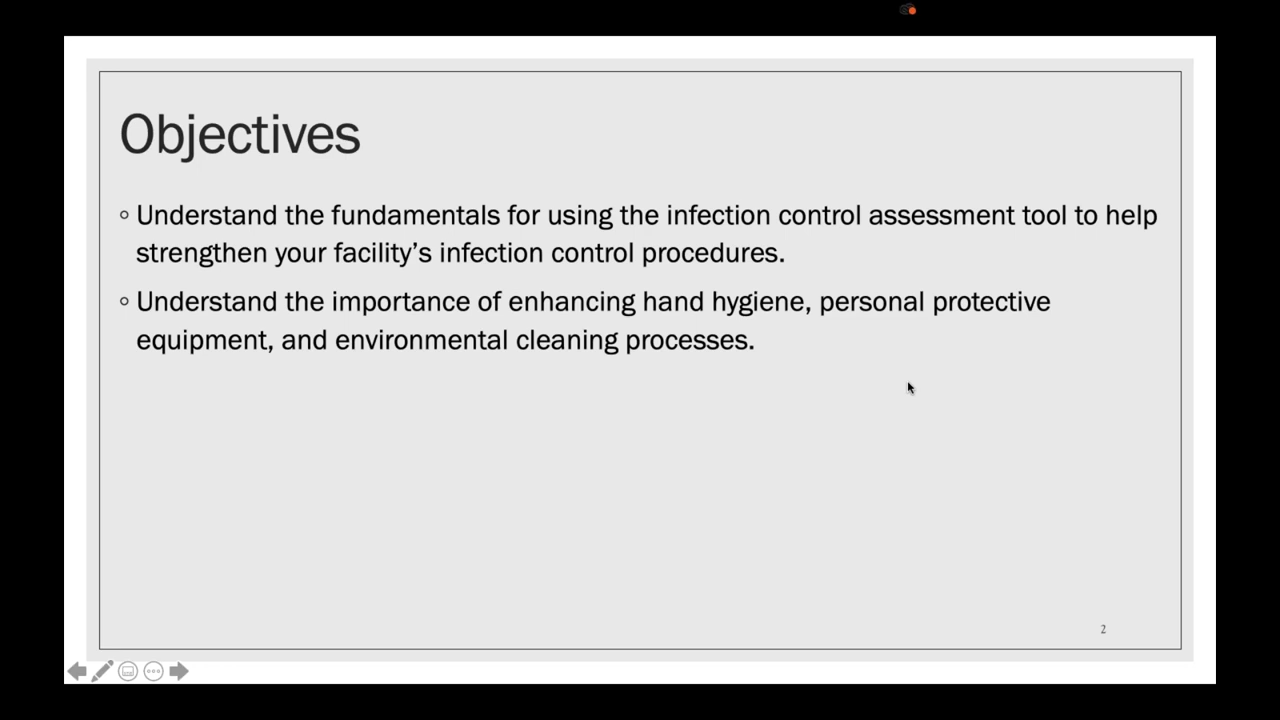 Objectives
◦ Understand the fundamentals for using the infection control assessment tool to help
strengthen your facility’s infection control procedures.
◦ Understand the importance of enhancing hand hygiene, personal protective
equipment, and environmental cleaning processes.
2